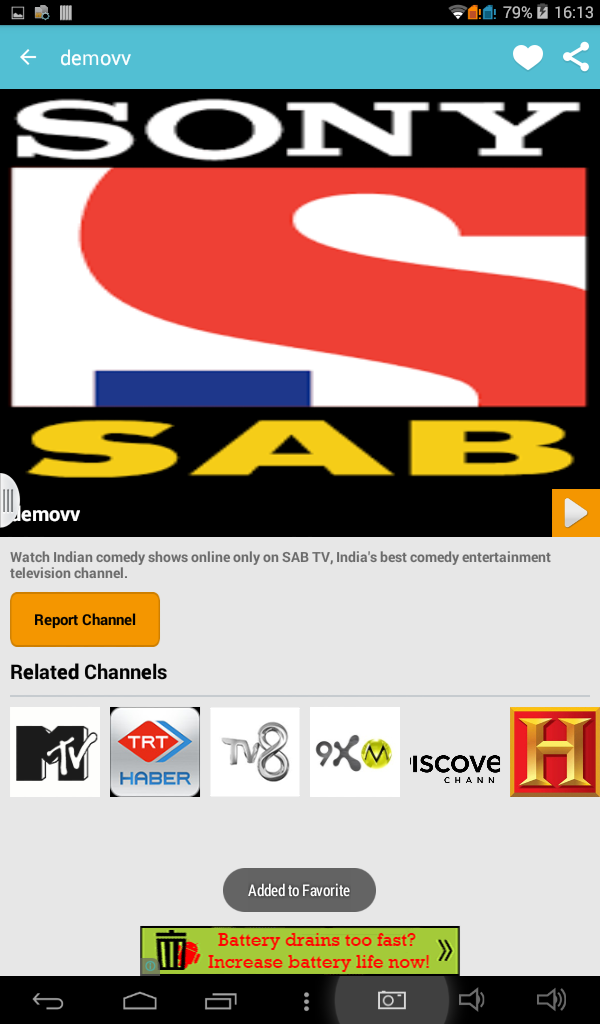 79% 16:13
demovv
SONY
S
SAB
demovv
Watch Indian comedy shows online only on SAB TV, India's best comedy entertainment
television channel.
Report Channel
Related Channels
MTV
TRT
HABER
TV8
9XM
ISCOVE
CHANN
H
Added to Favorite
Battery drains too fast?
Increase battery life now!